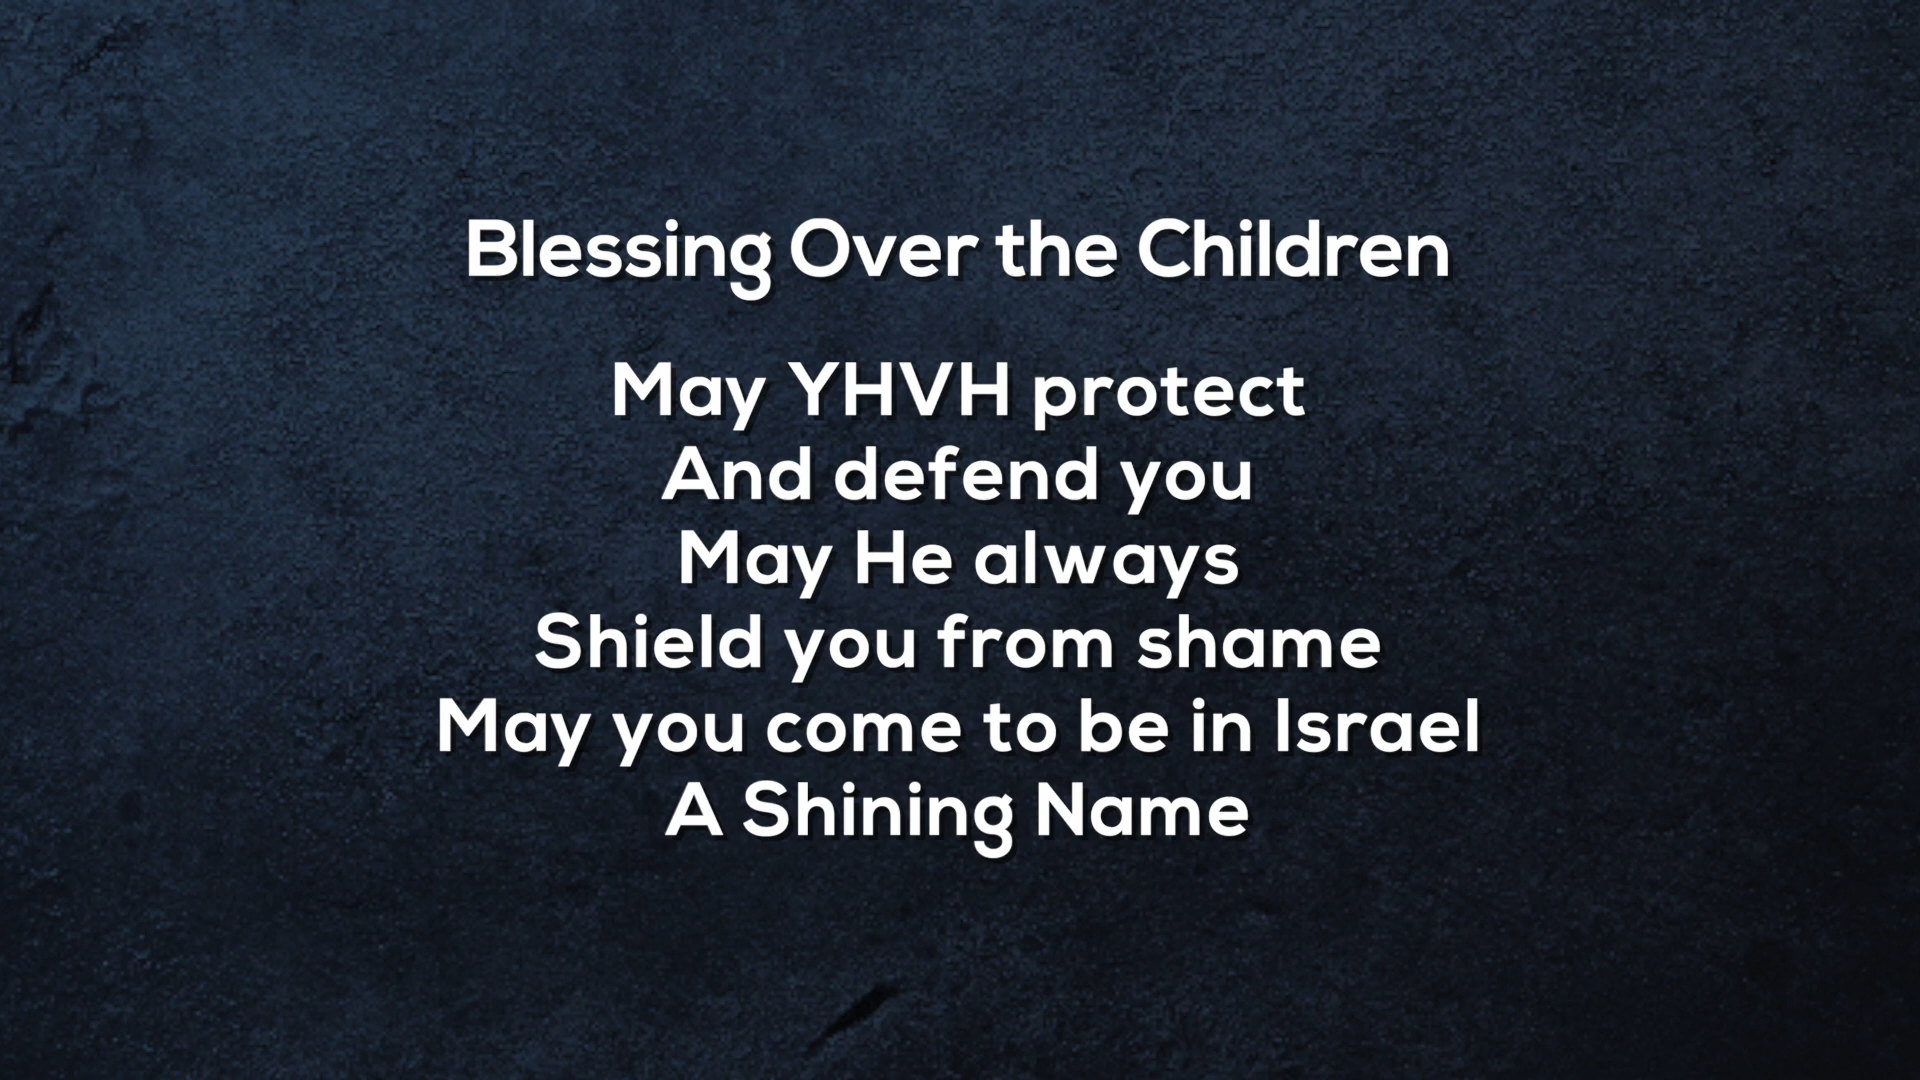 Blessing Over the Children
May YHVH protect
And defend you
May He always
Shield you from shame
May you come to be in Israel
A Shining Name